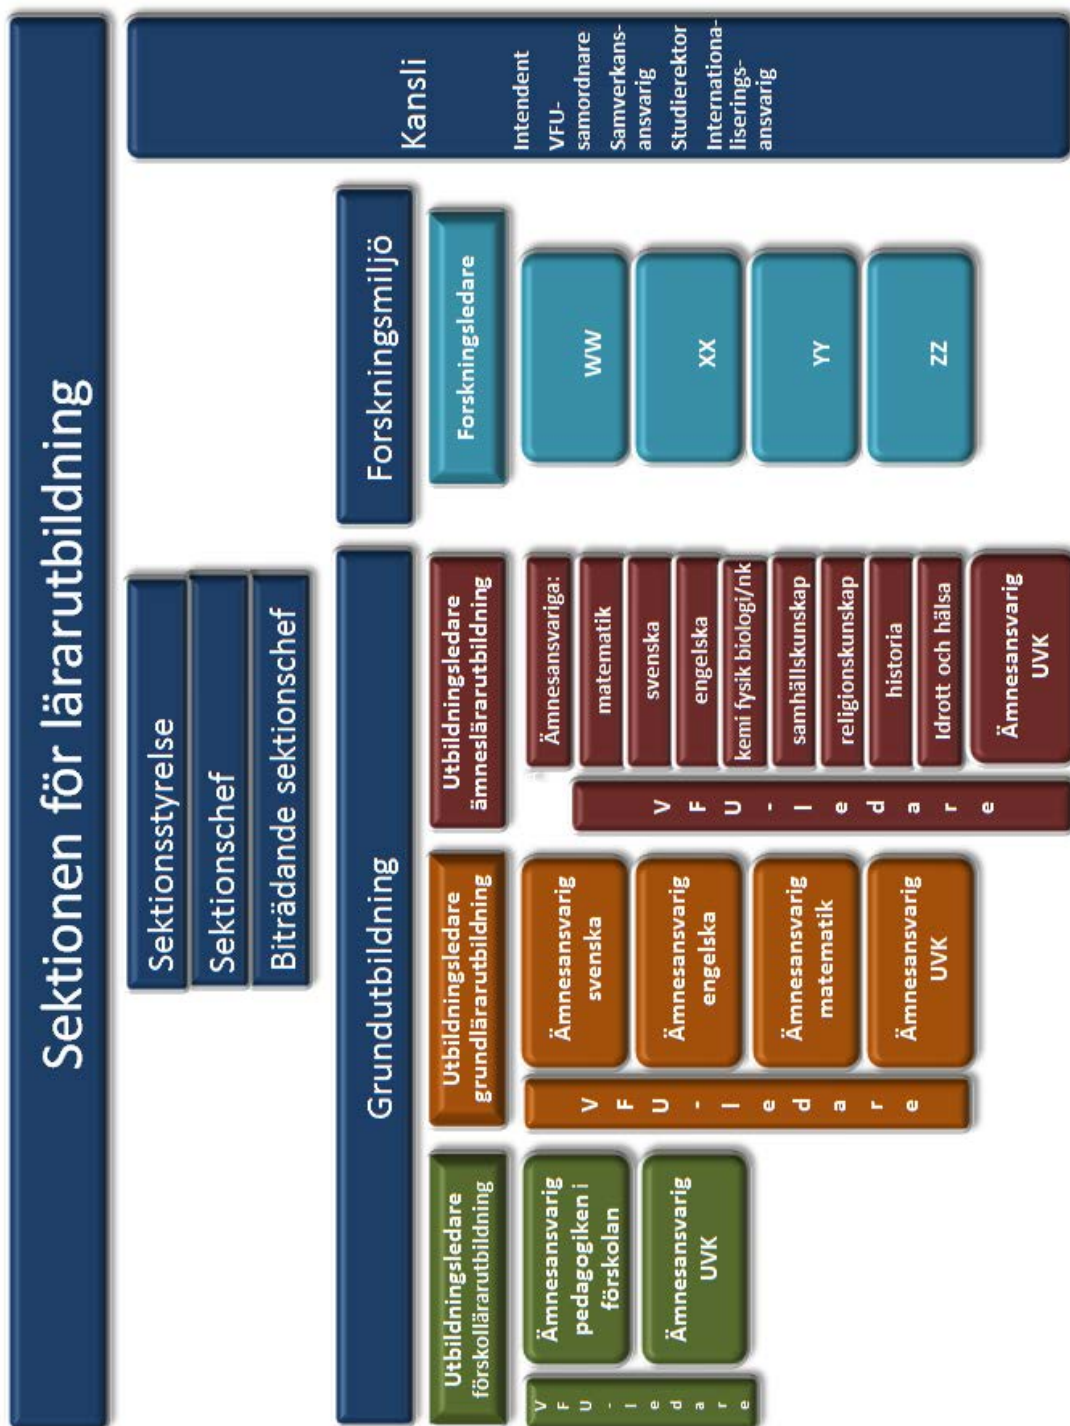 Sektionen för lärarutbildning
Sektionsstyrelse
Sektionschef
Biträdande sektionschef
Grundutbildning
Utbildningsledare
förskollärarutbildning
VFU-ledare
Ämnesansvarig
pedagogiken i
förskolan
Ämnesansvarig
UVK
Utbildningsledare
grundlärarutbildning
VFU-ledare
Ämnesansvarig
svenska
Ämnesansvarig
engelska
Ämnesansvarig
matematik
Ämnesansvarig
UVK
Utbildningsledare
ämneslärarutbildning
VFU-ledare
Ämnesansvariga:
matematik
svenska
engelska
kemi fysik biologi/nk
samhällskunskap
religionskunskap
historia
Idrott och hälsa
Ämnesansvarig
UVK
Forskningsmiljö
Forskningsledare
WW
XX
YY
ZZ
Kansli
Intendent
VFU-
samordnare
Samverkans-
ansvarig
Studierektor
Internationa-
liserings-
ansvarig